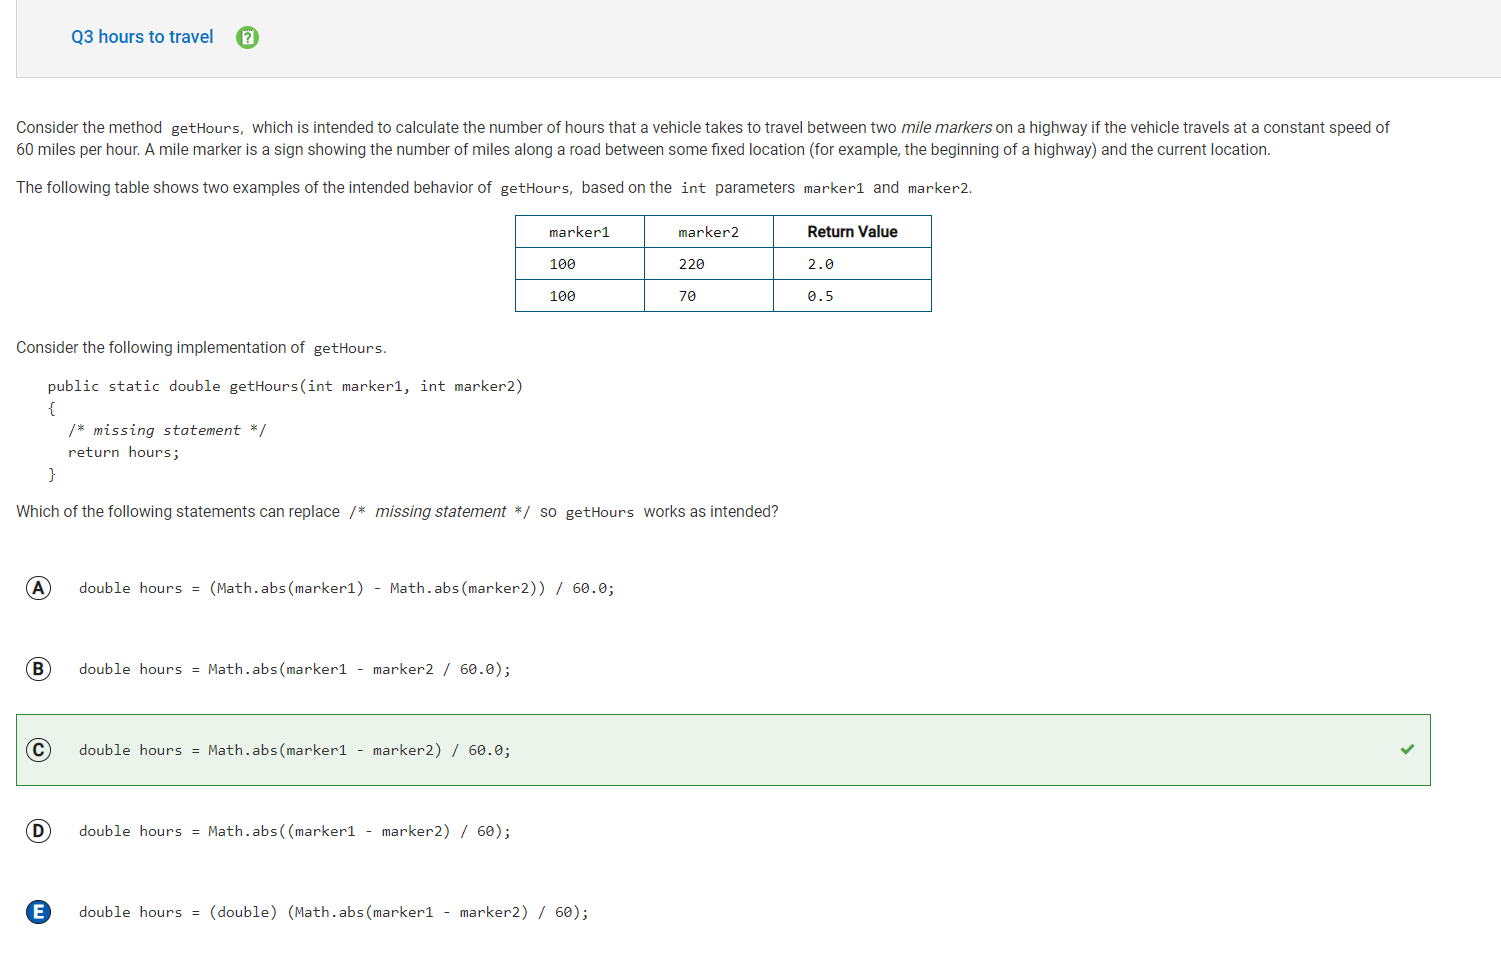 Q3 hours to travel
Consider the method getHours, which is intended to calculate the number of hours that a vehicle takes to travel between two mile markers on a highway if the vehicle travels at a constant speed of
60 miles per hour. A mile marker is a sign showing the number of miles along a road between some fixed location (for example, the beginning of a highway) and the current location.
The following table shows two examples of the intended behavior of getHours, based on the int parameters marker1 and marker2.
marker1 marker2 Return Value
100 220 2.0
100 70 0.5
Consider the following implementation of getHours.
public static double getHours(int marker1, int marker2)
{
/* missing statement */
return hours;
}
Which of the following statements can replace /* missing statement */ so getHours works as intended?
A double hours = (Math.abs(marker1) - Math.abs(marker2)) / 60.0;
B double hours = Math.abs(marker1 - marker2 / 60.0);
C double hours = Math.abs(marker1 - marker2) / 60.0;
D double hours = Math.abs((marker1 - marker2) / 60);
E double hours = (double) (Math.abs(marker1 - marker2) / 60);